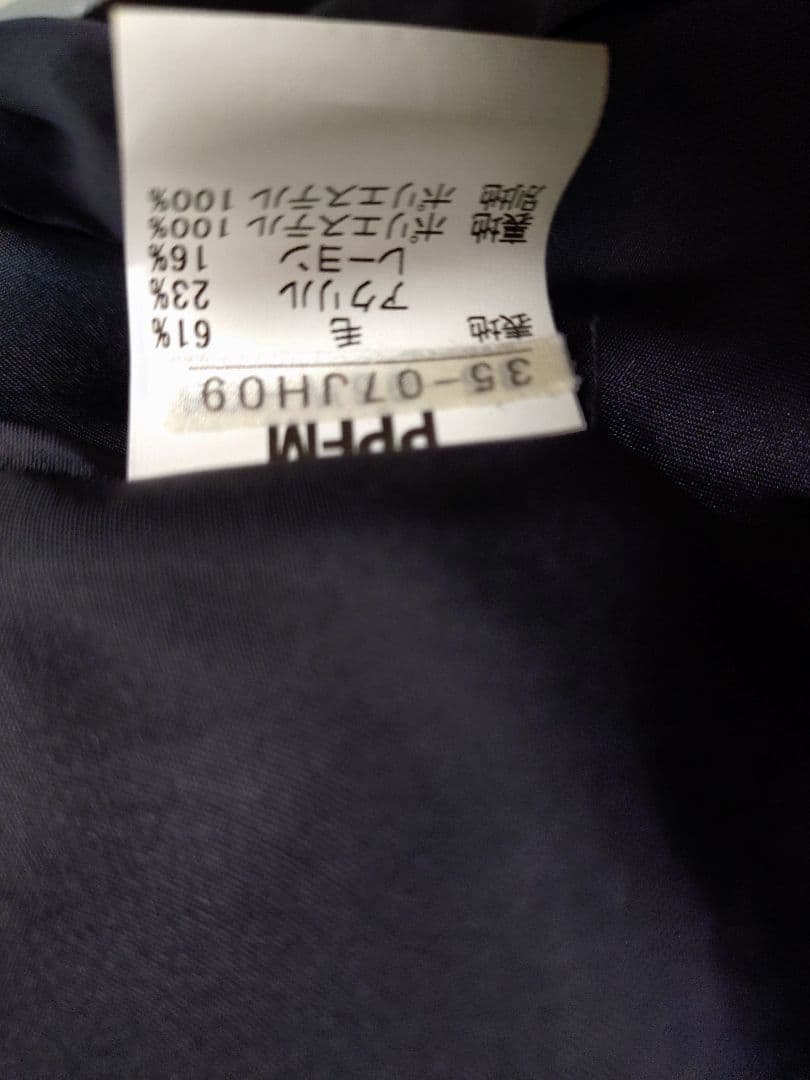 PPFM
35-07JH09
表地 毛 61%
アクリル 23%
レーヨン 16%
裏地 ポリエステル 100%
別地 ポリエステル 100%